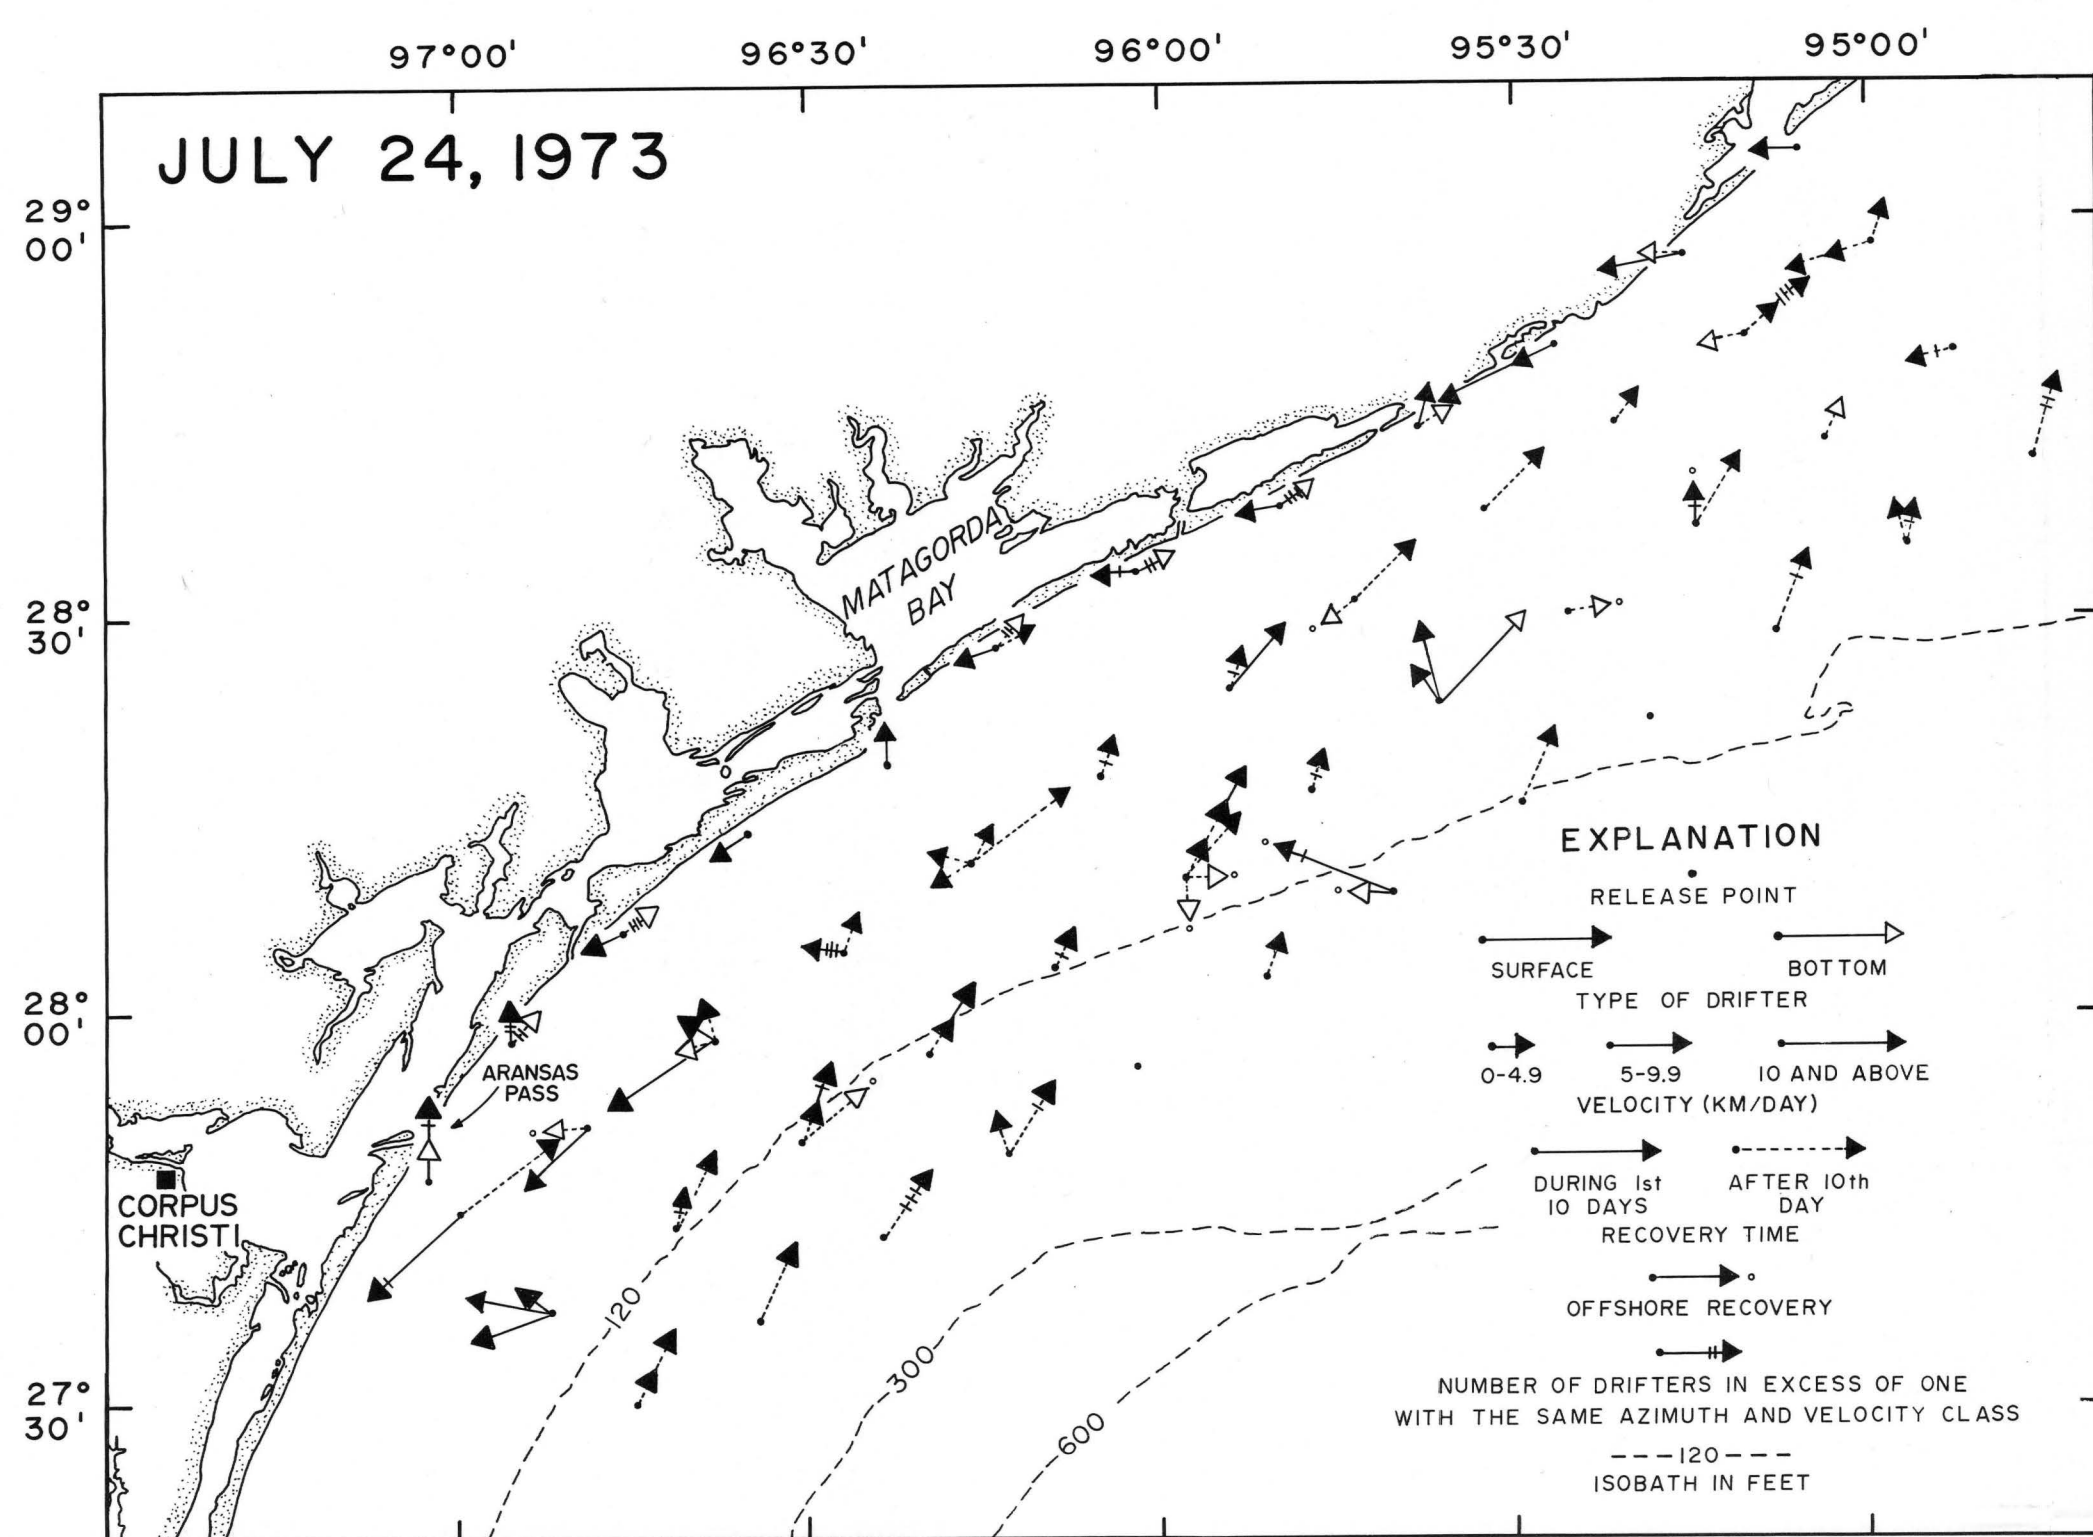 97°00'
96°30'
96°00'
95°30'
95°00'
JULY 24, 1973
29°
00'
28°
30'
28°
00'
27°
30'
MATAGORDA
BAY
ARANSAS
PASS
CORPUS
CHRISTI
120
300
600
EXPLANATION
RELEASE POINT
SURFACE
BOTTOM
TYPE OF DRIFTER
0-4.9
5-9.9
10 AND ABOVE
VELOCITY (KM/DAY)
DURING 1st
10 DAYS
AFTER 10th
DAY
RECOVERY TIME
OFFSHORE RECOVERY
NUMBER OF DRIFTERS IN EXCESS OF ONE
WITH THE SAME AZIMUTH AND VELOCITY CLASS
---120---
ISOBATH IN FEET